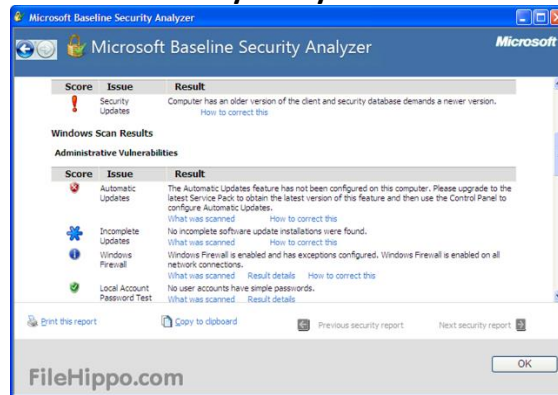 Microsoft Baseline Security Analyzer
Microsoft Baseline Security Analyzer
Microsoft
Score Issue Result
Security Updates Computer has an older version of the client and security database demands a newer version.
How to correct this
Windows Scan Results
Administrative Vulnerabilities
Score Issue Result
Automatic Updates The Automatic Updates feature has not been configured on this computer. Please upgrade to the
latest Service Pack to obtain the latest version of this feature and then use the Control Panel to
configure Automatic Updates.
What was scanned How to correct this
Incomplete Updates No incomplete software update installations were found.
What was scanned How to correct this
Windows Firewall Windows Firewall is enabled and has exceptions configured. Windows Firewall is enabled on all
network connections.
What was scanned Result details How to correct this
Local Account Password Test No user accounts have simple passwords.
What was scanned Result details
Print this report Copy to clipboard Previous security report Next security report
OK
FileHippo.com